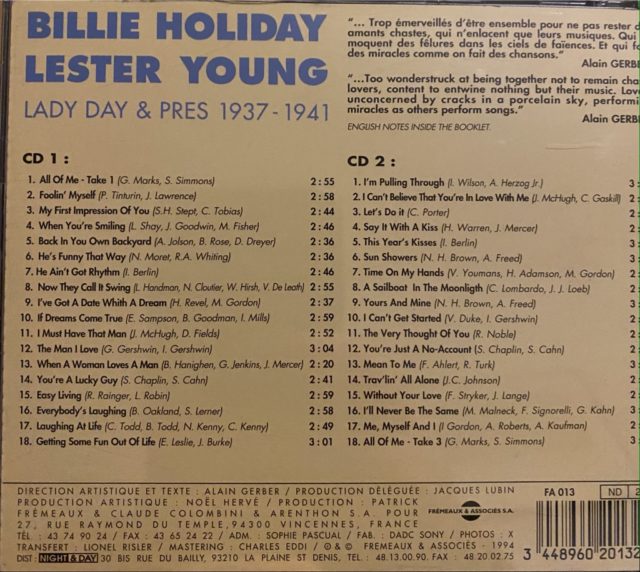 BILLIE HOLIDAY
LESTER YOUNG
LADY DAY & PRES 1937-1941
"... Trop émerveillés d'être ensemble pour ne pas rester d
amants chastes, qui n'enlacent que leurs musiques. Qui
moquent des fêlures dans les ciels de faïences. Et qui fo
des miracles comme on fait des chansons."
Alain GERBE
"...Too wonderstruck at being together not to remain cha
lovers, content to entwine nothing but their music. Love
unconcerned by cracks in a porcelain sky, performi
miracles as others perform songs."
Alain GERBE
ENGLISH NOTES INSIDE THE BOOKLET.
CD 1 :
1. All Of Me - Take 1 (G. Marks, S. Simmons) 2 : 55
2. Foolin' Myself (P. Tinturin, J. Lawrence) 2 : 58
3. My First Impression Of You (S.H. Stept, C. Tobias) 2 : 44
4. When You're Smiling (L. Shay, J. Goodwin, M. Fisher) 2 : 46
5. Back In You Own Backyard (A. Jolson, B. Rose, D. Dreyer) 2 : 36
6. He's Funny That Way (N. Moret, R.A. Whiting) 2 : 36
7. He Ain't Got Rhythm (I. Berlin) 2 : 46
8. Now They Call It Swing (L. Handman, N. Cloutier, W. Hirsh, V. De Leath) 2 : 55
9. I've Got A Date Whith A Dream (H. Revel, M. Gordon) 2 : 37
10. If Dreams Come True (E. Sampson, B. Goodman, I. Mills) 2 : 59
11. I Must Have That Man (J. McHugh, D. Fields) 2 : 52
12. The Man I Love (G. Gershwin, I. Gershwin) 3 : 04
13. When A Woman Loves A Man (B. Hanighen, G. Jenkins, J. Mercer) 2 : 20
14. You're A Lucky Guy (S. Chaplin, S. Cahn) 2 : 41
15. Easy Living (R. Rainger, L. Robin) 2 : 59
16. Everybody's Laughing (B. Oakland, S. Lerner) 2 : 58
17. Laughing At Life (C. Todd, B. Todd, N. Kenny, C. Kenny) 2 : 49
18. Getting Some Fun Out Of Life (E. Leslie, J. Burke) 3 : 01
CD 2 :
1. I'm Pulling Through (I. Wilson, A. Herzog Jr.) 3 :
2. I Can't Believe That You're In Love With Me (J. McHugh, C. Gaskill) 2 :
3. Let's Do it (C. Porter)
4. Say It With A Kiss (H. Warren, J. Mercer)
5. This Year's Kisses (I. Berlin)
6. Sun Showers (N. H. Brown, A. Freed)
7. Time On My Hands (V. Youmans, H. Adamson, M. Gordon)
8. A Sailboat In The Moonligth (C. Lombardo, J. J. Loeb)
9. Yours And Mine (N. H. Brown, A. Freed)
10. I Can't Get Started (V. Duke, I. Gershwin)
11. The Very Thought Of You (R. Noble)
12. You're Just A No-Account (S. Chaplin, S. Cahn)
13. Mean To Me (F. Ahlert, R. Turk)
14. Trav'lin' All Alone (J.C. Johnson)
15. Without Your Love (F. Stryker, J. Lange)
16. I'll Never Be The Same (M. Malneck, F. Signorelli, G. Kahn)
17. Me, Myself And I (I Gordon, A. Roberts, A. Kaufman)
18. All Of Me - Take 3 (G. Marks, S. Simmons)
DIRECTION ARTISTIQUE ET TEXTE : ALAIN GERBER / PRODUCTION DÉLÉGUÉE : JACQUES LUBIN
PRODUCTION ARTISTIQUE : NOËL HERVÉ / PRODUCTION : PATRICK
FRÉMEAUX & CLAUDE COLOMBINI & ARENTHON S.A. POUR
27, RUE RAYMOND DU TEMPLE, 94300 VINCENNES, FRANCE
TÉL : 43 74 90 24 / FAX : 43 65 24 22 / ADM. : SOPHIE PASCUAL / FAB. : DADC SONY / PHOTOS : X
TRANSFERT : LIONEL RISLER / MASTERING : CHARLES EDDI / ℗ & © FREMEAUX & ASSOCIÉS - 1994
DIST: NIGHT & DAY 30 BIS RUE DU BAILLY, 93210 LA PLAINE ST DENIS, TEL. : 48.13.00.90. FAX : 48.20.02.75
FRÉMEAUX & ASSOCIÉS S.A.
FA 013
ND
2
3 448960 20132